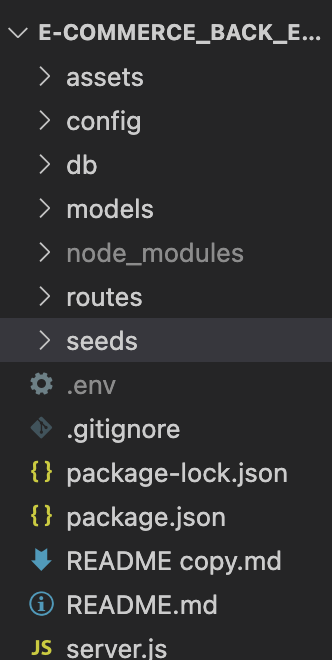 E-COMMERCE_BACK_E...
assets
config
db
models
node_modules
routes
seeds
.env
.gitignore
{} package-lock.json
{} package.json
README copy.md
README.md
JS server.js